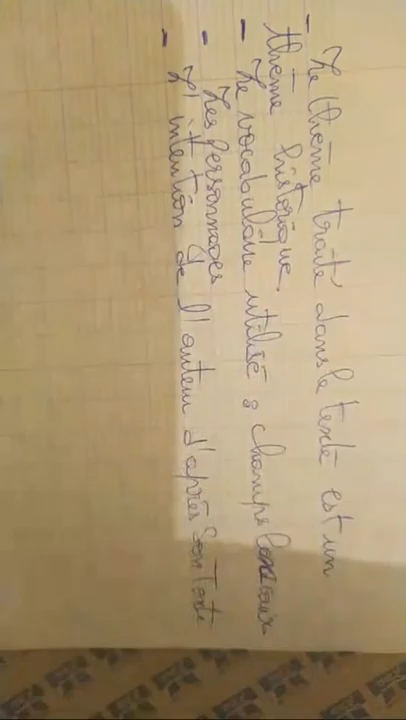 - Le thème traité dans le texte est un
thème historique.
- Le vocabulaire utilisé : champs lexicaux
- Les personnages
- L'intention de l'auteur d'après son texte